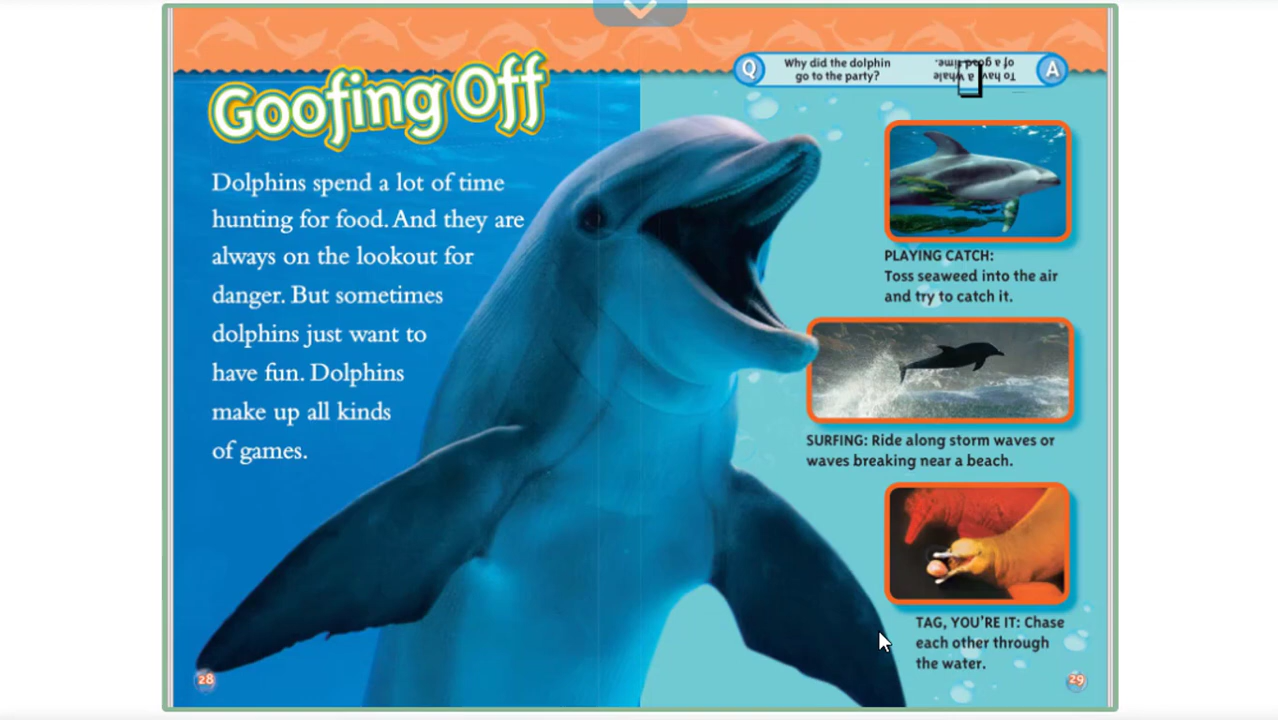 Goofing Off
Dolphins spend a lot of time
hunting for food. And they are
always on the lookout for
danger. But sometimes
dolphins just want to
have fun. Dolphins
make up all kinds
of games.
28
Q
Why did the dolphin
go to the party?
To have a whale
of a good time.
A
PLAYING CATCH:
Toss seaweed into the air
and try to catch it.
SURFING: Ride along storm waves or
waves breaking near a beach.
TAG, YOU'RE IT: Chase
each other through
the water.
29